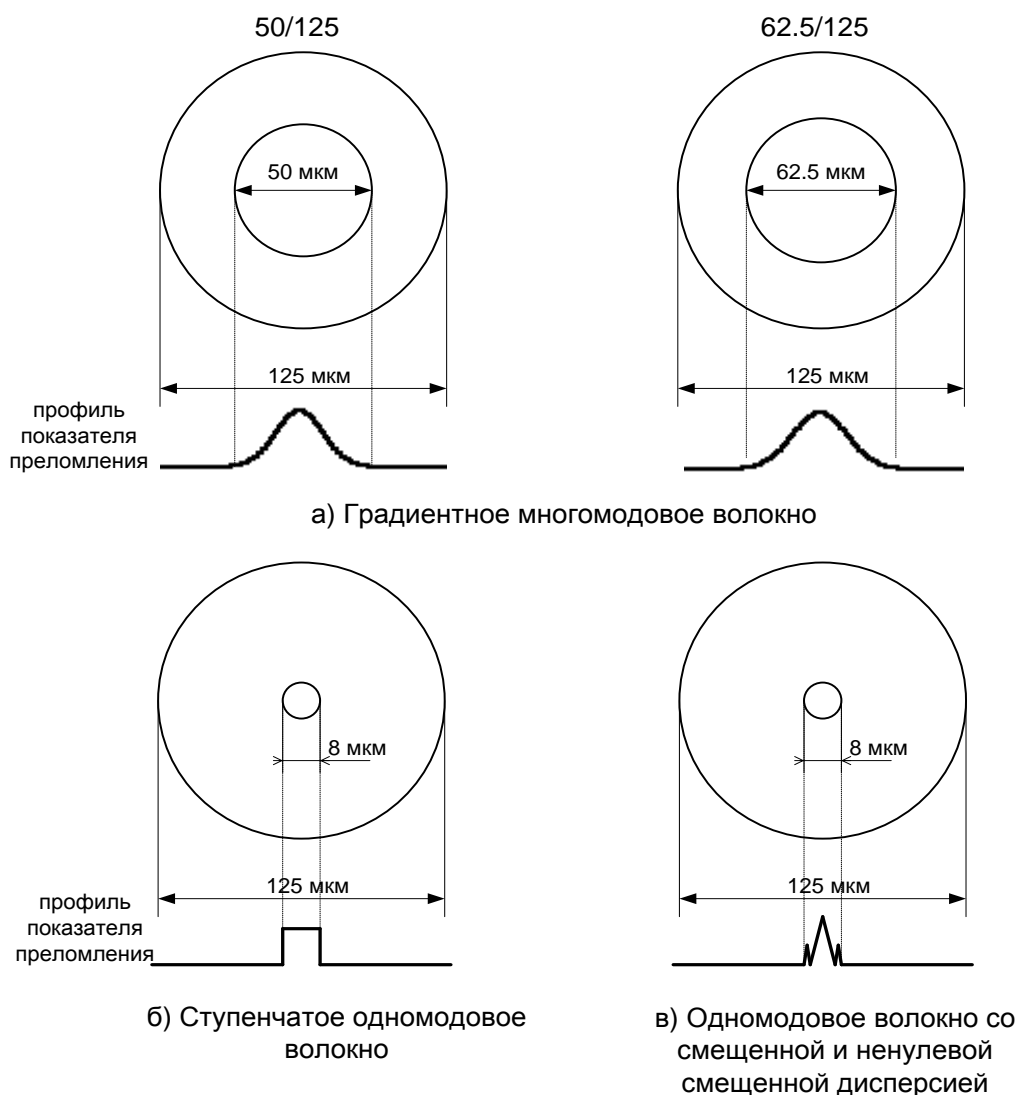 50/125
62.5/125
50 мкм
62.5 мкм
125 мкм
125 мкм
профиль
показателя
преломления
а) Градиентное многомодовое волокно
8 мкм
8 мкм
125 мкм
125 мкм
профиль
показателя
преломления
б) Ступенчатое одномодовое
волокно
в) Одномодовое волокно со
смещенной и ненулевой
смещенной дисперсией